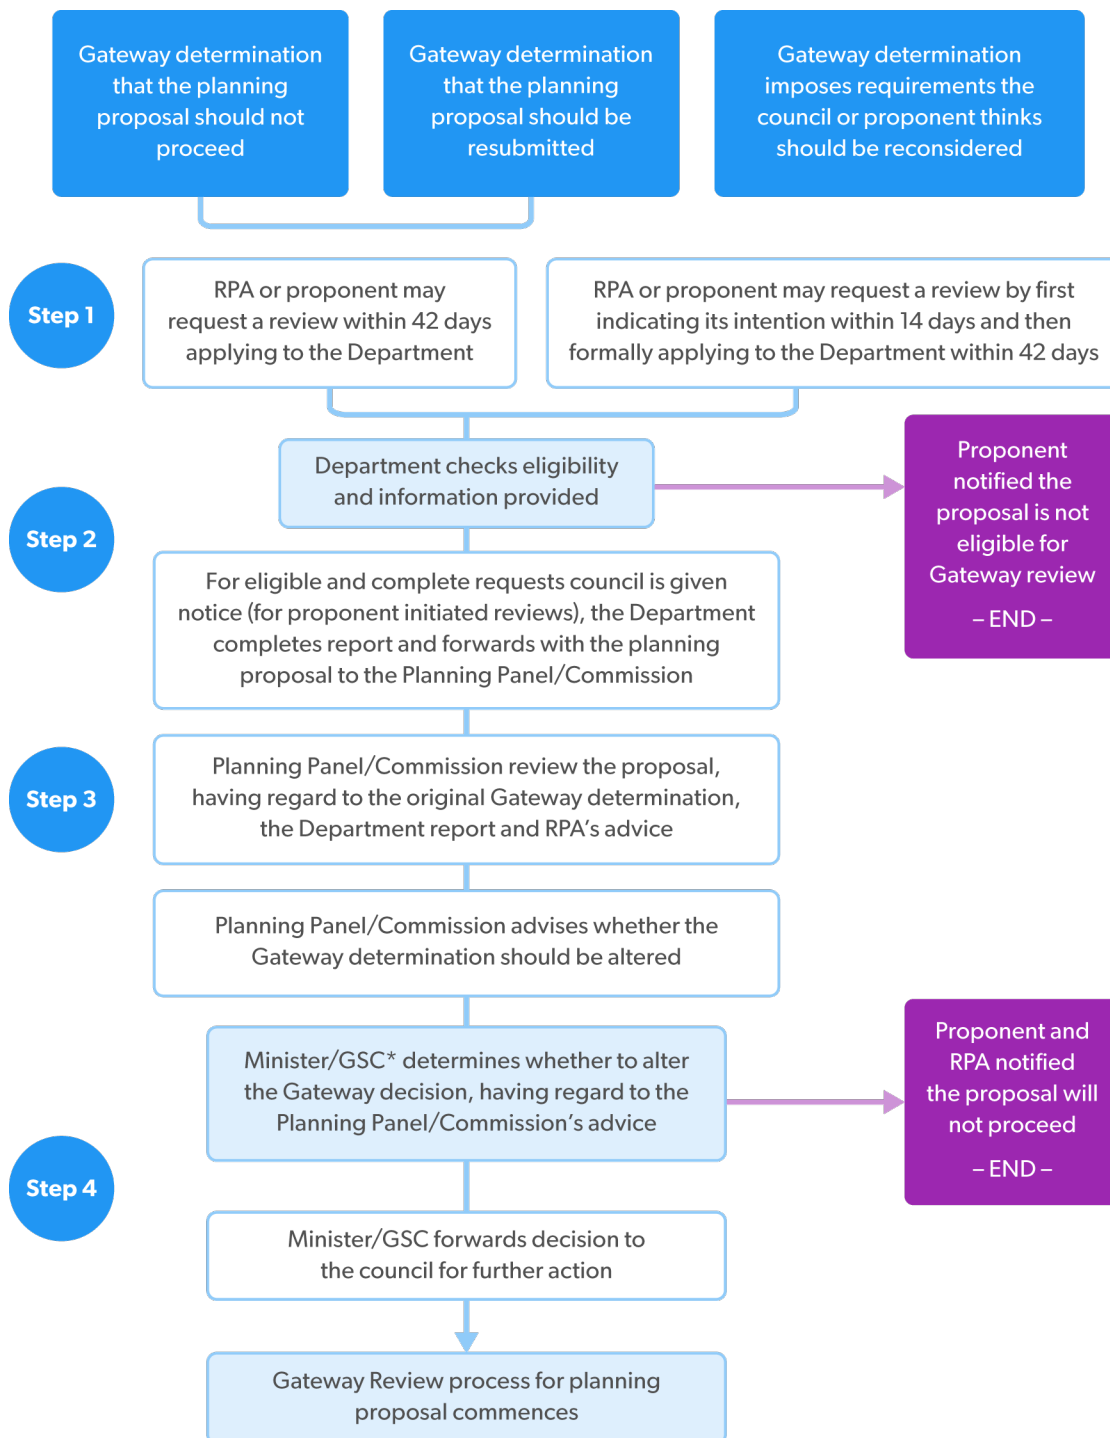 Gateway determination
that the planning
proposal should not
proceed
Gateway determination
that the planning
proposal should be
resubmitted
Gateway determination
imposes requirements the
council or proponent thinks
should be reconsidered
Step 1
RPA or proponent may
request a review within 42 days
applying to the Department
RPA or proponent may request a review by first
indicating its intention within 14 days and then
formally applying to the Department within 42 days
Step 2
Department checks eligibility
and information provided
Proponent
notified the
proposal is not
eligible for
Gateway review
– END –
For eligible and complete requests council is given
notice (for proponent initiated reviews), the Department
completes report and forwards with the planning
proposal to the Planning Panel/Commission
Step 3
Planning Panel/Commission review the proposal,
having regard to the original Gateway determination,
the Department report and RPA’s advice
Planning Panel/Commission advises whether the
Gateway determination should be altered
Step 4
Minister/GSC* determines whether to alter
the Gateway decision, having regard to the
Planning Panel/Commission’s advice
Proponent and
RPA notified
the proposal will
not proceed
– END –
Minister/GSC forwards decision to
the council for further action
Gateway Review process for planning
proposal commences